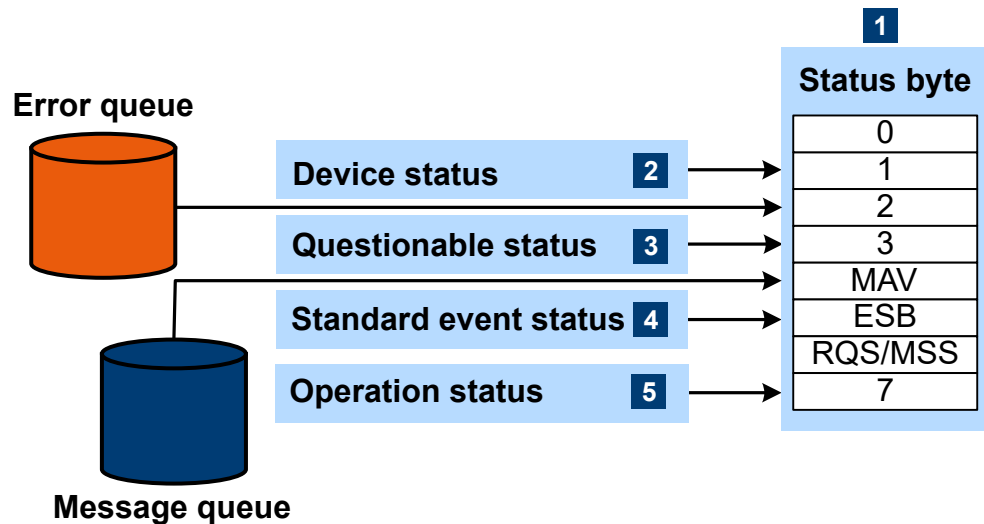 1
Status byte
Error queue
0
Device status 2
1
2
Questionable status 3
3
MAV
Standard event status 4
ESB
RQS/MSS
Operation status 5
7
Message queue